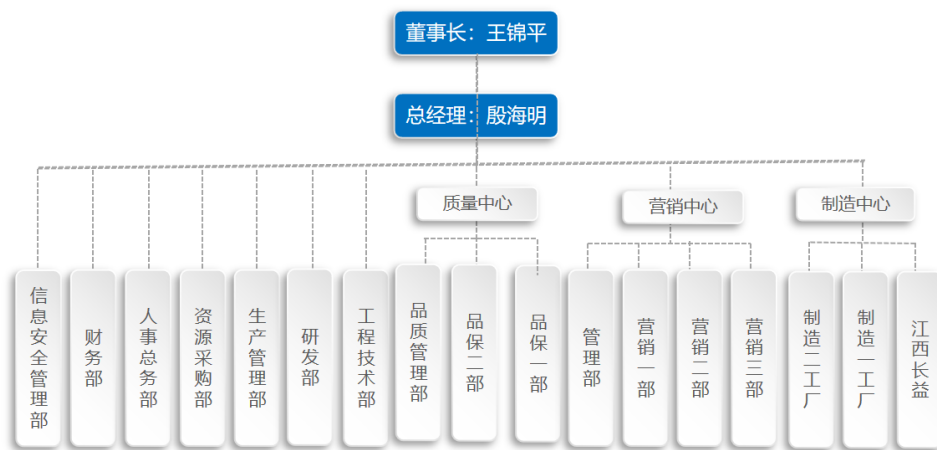 董事长：王锦平
总经理：殷海明
质量中心
营销中心
制造中心
信息安全管理部
财务部
人事总务部
资源采购部
生产管理部
研发部
工程技术部
品质管理部
品保二部
品保一部
管理部
营销一部
营销二部
营销三部
制造二工厂
制造一工厂
江西长益